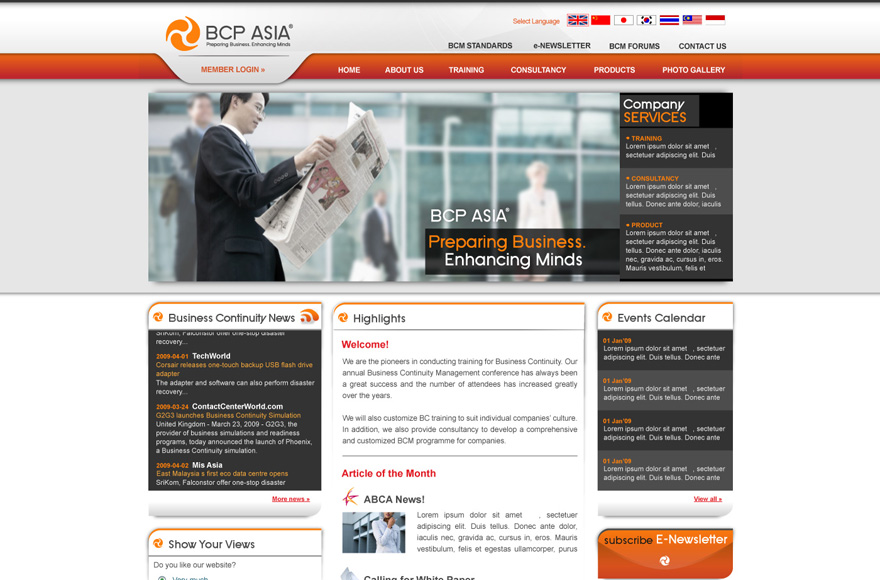 BCP ASIA®
Preparing Business. Enhancing Minds
Select Language
BCM STANDARDS e-NEWSLETTER BCM FORUMS CONTACT US
MEMBER LOGIN »
HOME ABOUT US TRAINING CONSULTANCY PRODUCTS PHOTO GALLERY
BCP ASIA®
Preparing Business.
Enhancing Minds
Company
SERVICES
TRAINING
Lorem ipsum dolor sit amet ,
sectetuer adipiscing elit. Duis
CONSULTANCY
Lorem ipsum dolor sit amet ,
sectetuer adipiscing elit. Duis
tellus. Donec ante dolor, iaculis
PRODUCT
Lorem ipsum dolor sit amet ,
sectetuer adipiscing elit. Duis
tellus. Donec ante dolor, iaculis
nec, gravida ac, cursus in, eros.
Mauris vestibulum, felis et
Business Continuity News
SriKom, Falconstor offer one-stop disaster
recovery...
2009-04-01 TechWorld
Corsair releases one-touch backup USB flash drive
adapter
The adapter and software can also perform disaster
recovery...
2009-03-24 ContactCenterWorld.com
G2G3 launches Business Continuity Simulation
United Kingdom - March 23, 2009 - G2G3, the
provider of business simulations and readiness
programs, today announced the launch of Phoenix,
a Business Continuity simulation.
2009-04-02 Mis Asia
East Malaysia s first eco data centre opens
SriKom, Falconstor offer one-stop disaster
More news »
Show Your Views
Do you like our website?
Very much
Highlights
Welcome!
We are the pioneers in conducting training for Business Continuity. Our
annual Business Continuity Management conference has always been
a great success and the number of attendees has increased greatly
over the years.
We will also customize BC training to suit individual companies' culture.
In addition, we also provide consultancy to develop a comprehensive
and customized BCM programme for companies.
Article of the Month
ABCA News!
Lorem ipsum dolor sit amet , sectetuer
adipiscing elit. Duis tellus. Donec ante dolor,
iaculis nec, gravida ac, cursus in, eros. Mauris
vestibulum, felis et egestas ullamcorper, purus
Calling for White Paper
Events Calendar
01 Jan'09
Lorem ipsum dolor sit amet , sectetuer
adipiscing elit. Duis tellus. Donec ante
01 Jan'09
Lorem ipsum dolor sit amet , sectetuer
adipiscing elit. Duis tellus. Donec ante
01 Jan'09
Lorem ipsum dolor sit amet , sectetuer
adipiscing elit. Duis tellus. Donec ante
01 Jan'09
Lorem ipsum dolor sit amet , sectetuer
adipiscing elit. Duis tellus. Donec ante
View all »
subscribe E-Newsletter